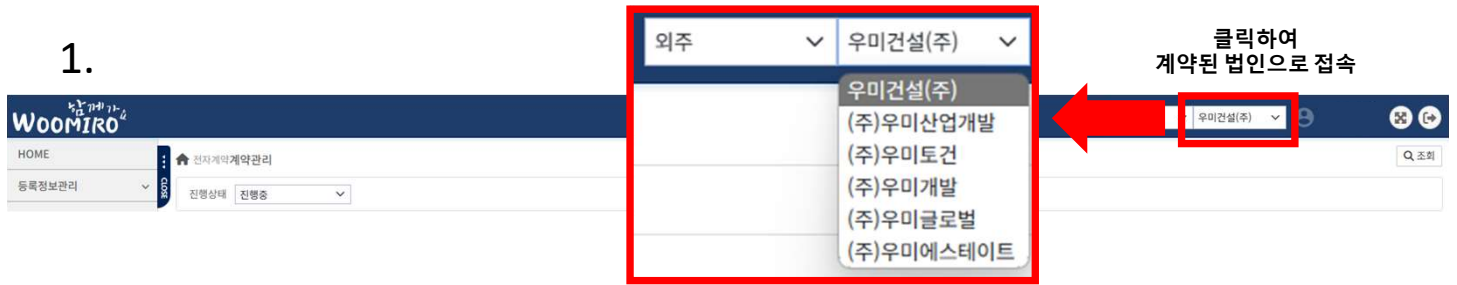 1.
외주
우미건설(주)
우미건설(주)
(주)우미산업개발
(주)우미토건
(주)우미개발
(주)우미글로벌
(주)우미에스테이트
클릭하여
계약된 법인으로 접속
함께가는
WOOMIRO
우미건설(주)
HOME
등록정보관리
CLOSE
전자계약계약관리
조회
진행상태 진행중